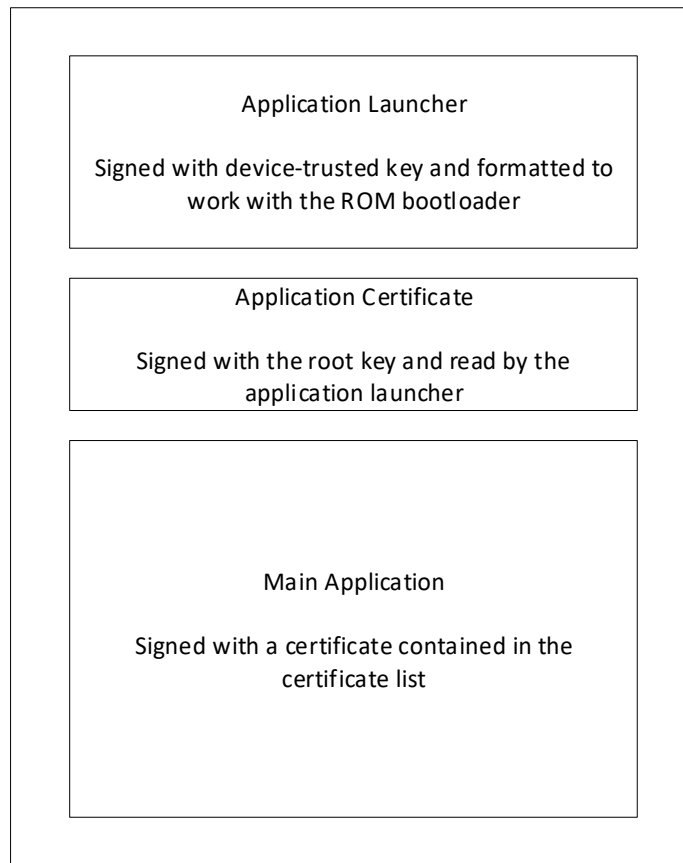 Application Launcher
Signed with device-trusted key and formatted to
work with the ROM bootloader
Application Certificate
Signed with the root key and read by the
application launcher
Main Application
Signed with a certificate contained in the
certificate list